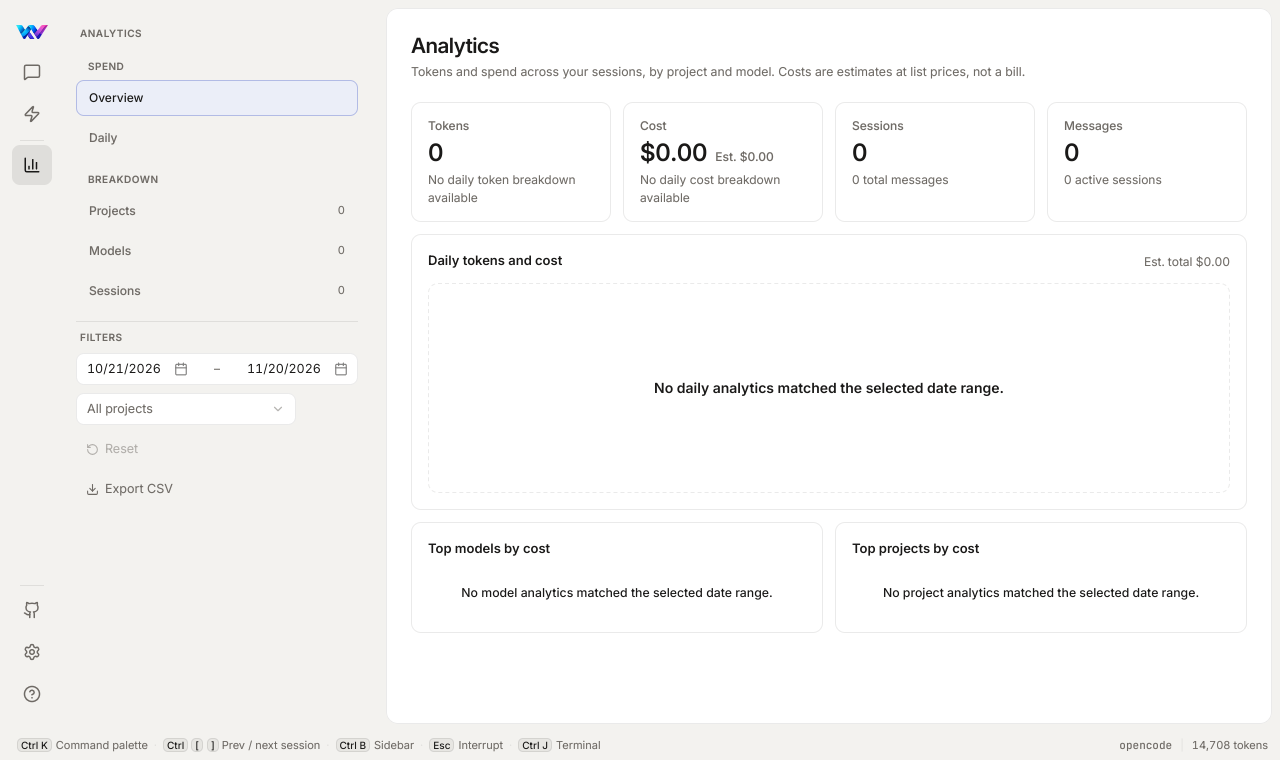 ANALYTICS
SPEND
Overview
Daily
BREAKDOWN
Projects 0
Models 0
Sessions 0
FILTERS
10/21/2026 – 11/20/2026
All projects
Reset
Export CSV
Analytics
Tokens and spend across your sessions, by project and model. Costs are estimates at list prices, not a bill.
Tokens
0
No daily token breakdown
available
Cost
$0.00 Est. $0.00
No daily cost breakdown
available
Sessions
0
0 total messages
Messages
0
0 active sessions
Daily tokens and cost
Est. total $0.00
No daily analytics matched the selected date range.
Top models by cost
No model analytics matched the selected date range.
Top projects by cost
No project analytics matched the selected date range.
Ctrl K Command palette Ctrl [ ] Prev / next session Ctrl B Sidebar Esc Interrupt Ctrl J Terminal
opencode 14,708 tokens